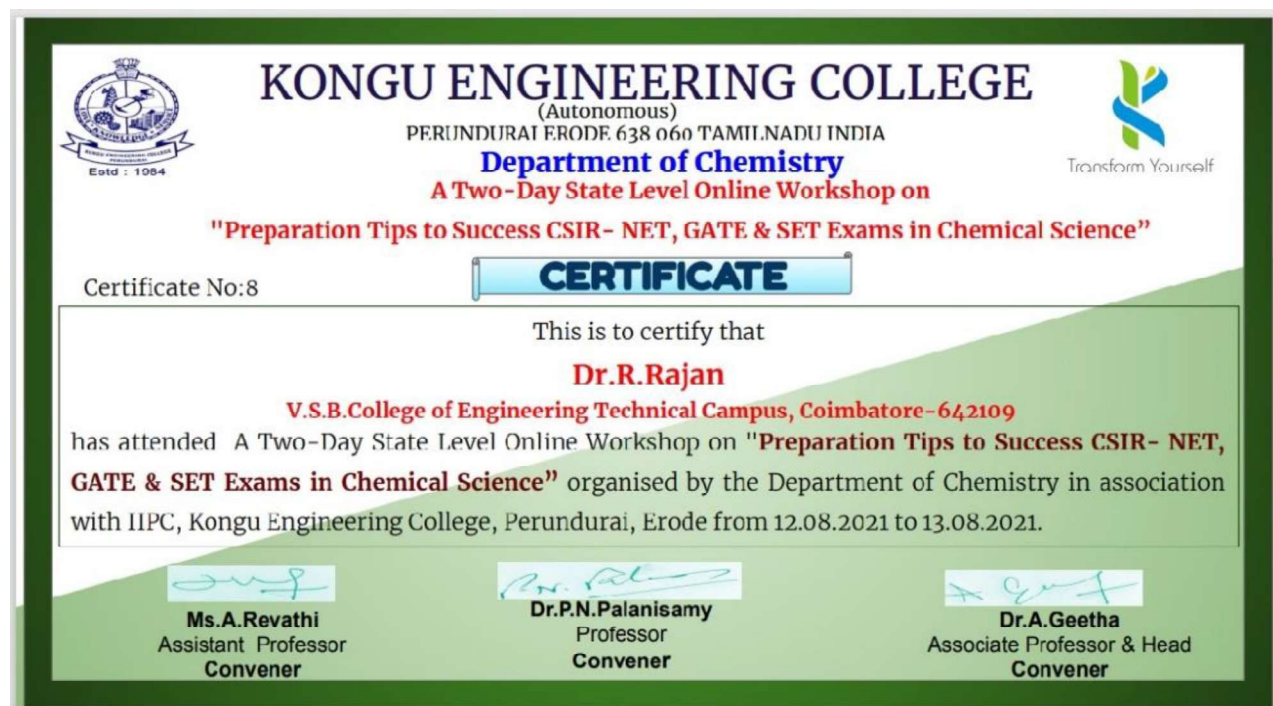 KONGU ENGINEERING COLLEGE
(Autonomous)
PERUNDURAI ERODE 638 060 TAMILNADU INDIA
Estd : 1984
Transform Yourself
Department of Chemistry
A Two-Day State Level Online Workshop on
"Preparation Tips to Success CSIR- NET, GATE & SET Exams in Chemical Science”
CERTIFICATE
Certificate No:8
This is to certify that
Dr.R.Rajan
V.S.B.College of Engineering Technical Campus, Coimbatore-642109
has attended A Two-Day State Level Online Workshop on "Preparation Tips to Success CSIR- NET,
GATE & SET Exams in Chemical Science” organised by the Department of Chemistry in association
with IIPC, Kongu Engineering College, Perundurai, Erode from 12.08.2021 to 13.08.2021.
Ms.A.Revathi
Assistant Professor
Convener
Dr.P.N.Palanisamy
Professor
Convener
Dr.A.Geetha
Associate Professor & Head
Convener